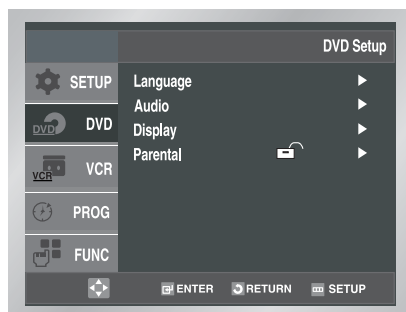 DVD Setup
SETUP
Language
Audio
Display
Parental
DVD DVD
VCR VCR
PROG
FUNC
ENTER RETURN SETUP